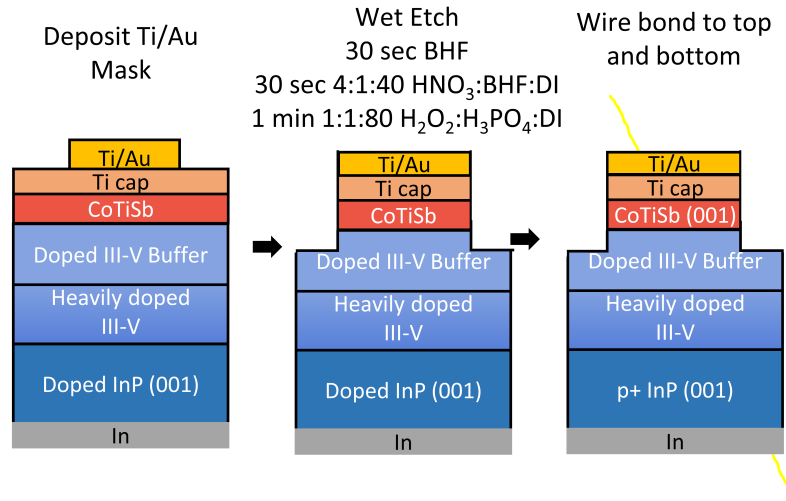 Deposit Ti/Au
Mask
Ti/Au
Ti cap
CoTiSb
Doped III-V Buffer
Heavily doped
III-V
Doped InP (001)
In
Wet Etch
30 sec BHF
30 sec 4:1:40 HNO₃:BHF:DI
1 min 1:1:80 H₂O₂:H₃PO₄:DI
Ti/Au
Ti cap
CoTiSb
Doped III-V Buffer
Heavily doped
III-V
Doped InP (001)
In
Wire bond to top
and bottom
Ti/Au
Ti cap
CoTiSb (001)
Doped III-V Buffer
Heavily doped
III-V
p+ InP (001)
In